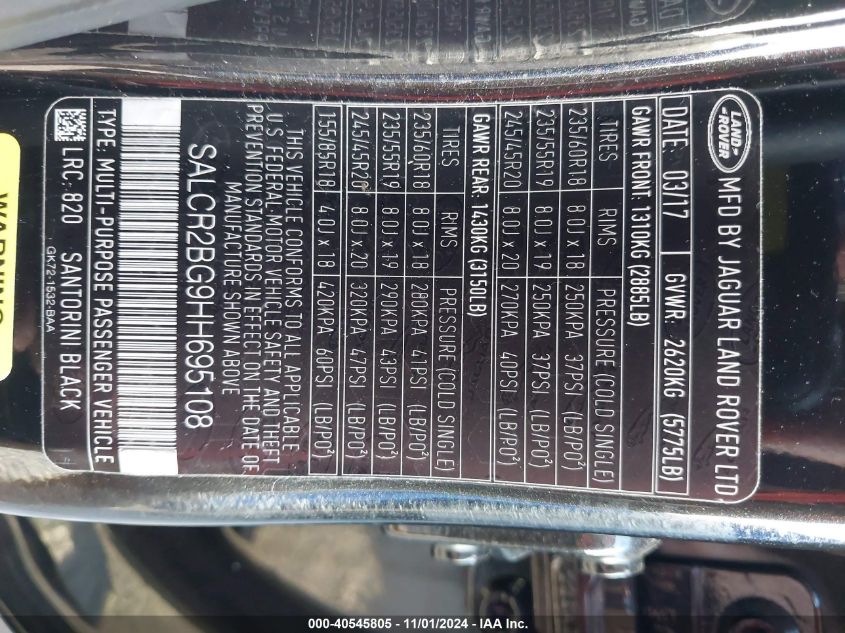 LAND
ROVER
MFD BY JAGUAR LAND ROVER LTD
DATE: 03/17 GVWR: 2620KG (5775LB)
GAWR FRONT: 1310KG (2885LB)
TIRES RIMS PRESSURE (COLD SINGLE)
235/60R18 8.0J x 18 250KPA 37PSI (LB/PO²)
235/55R19 8.0J x 19 250KPA 37PSI (LB/PO²)
245/45R20 8.0J x 20 270KPA 40PSI (LB/PO²)
GAWR REAR: 1430KG (3150LB)
TIRES RIMS PRESSURE (COLD SINGLE)
235/60R18 8.0J x 18 280KPA 41PSI (LB/PO²)
235/55R19 8.0J x 19 290KPA 43PSI (LB/PO²)
245/45R20 8.0J x 20 320KPA 47PSI (LB/PO²)
155/85R18 4.0J x 18 420KPA 60PSI (LB/PO²)
THIS VEHICLE CONFORMS TO ALL APPLICABLE
U.S FEDERAL MOTOR VEHICLE SAFETY AND THEFT
PREVENTION STANDARDS IN EFFECT ON THE DATE OF
MANUFACTURE SHOWN ABOVE
SALCR2BG9HH695108
TYPE: MULTI-PURPOSE PASSENGER VEHICLE
LRC: 820 SANTORINI BLACK
GK72-1532-BAA
WARNING
000-40545805 - 11/01/2024 - IAA Inc.